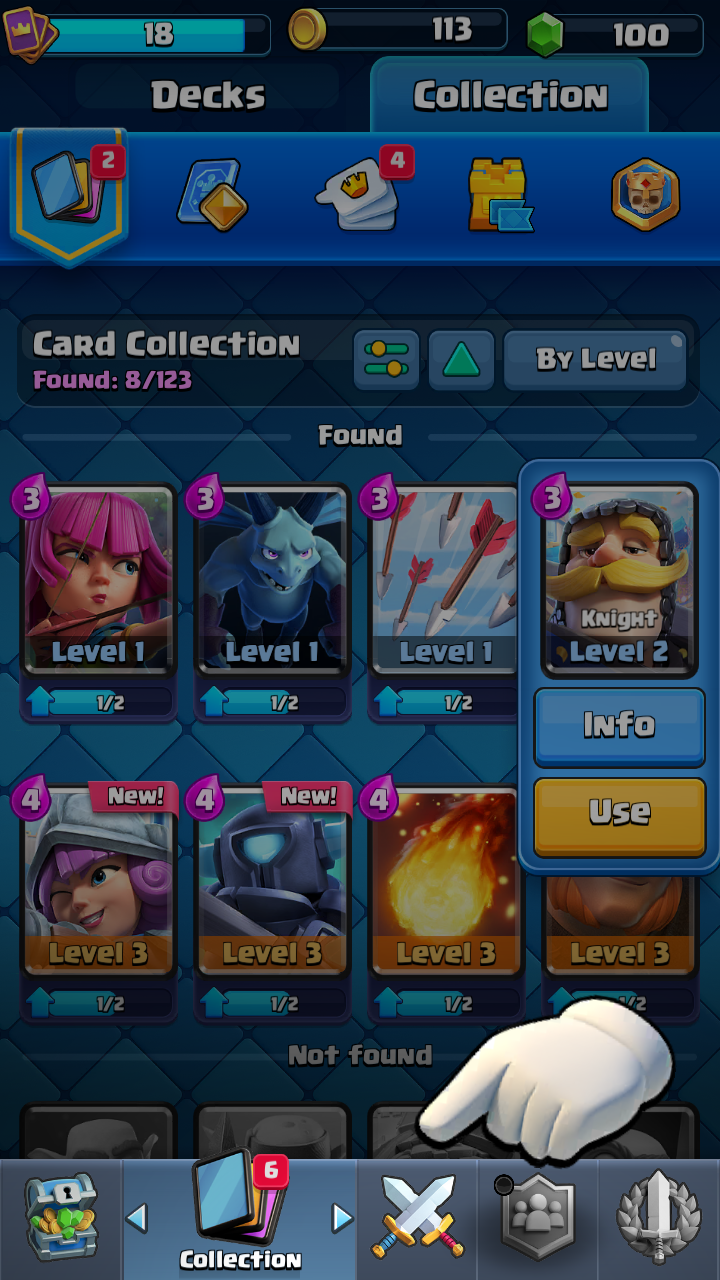 18
113
100
Decks
Collection
2
4
Card Collection
Found: 8/123
By Level
Found
3
3
3
3
Knight
Level 1
Level 1
Level 1
Level 2
1/2
1/2
1/2
Info
Use
4
New!
4
New!
4
Level 3
Level 3
Level 3
Level 3
1/2
1/2
1/2
/2
Not found
6
Collection